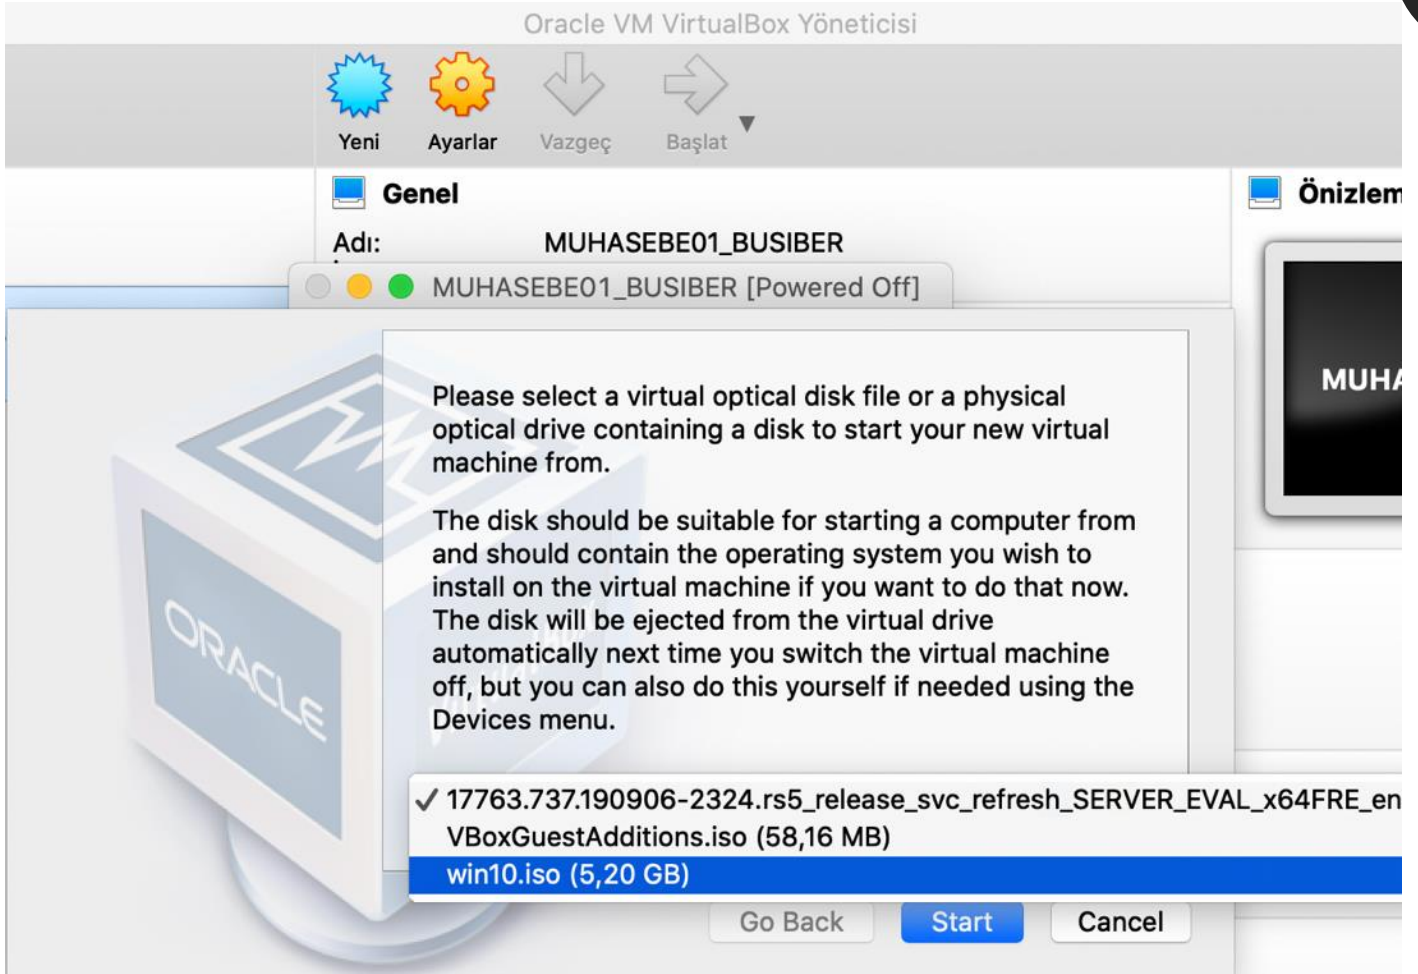 Oracle VM VirtualBox Yöneticisi
Yeni
Ayarlar
Vazgeç
Başlat
Genel
Önizlem
Adı:
MUHASEBE01_BUSIBER
MUHASEBE01_BUSIBER [Powered Off]
MUHA
Please select a virtual optical disk file or a physical
optical drive containing a disk to start your new virtual
machine from.
The disk should be suitable for starting a computer from
and should contain the operating system you wish to
install on the virtual machine if you want to do that now.
The disk will be ejected from the virtual drive
automatically next time you switch the virtual machine
off, but you can also do this yourself if needed using the
Devices menu.
ORACLE
VirtualBox
✓ 17763.737.190906-2324.rs5_release_svc_refresh_SERVER_EVAL_x64FRE_en
VBoxGuestAdditions.iso (58,16 MB)
win10.iso (5,20 GB)
Go Back
Start
Cancel